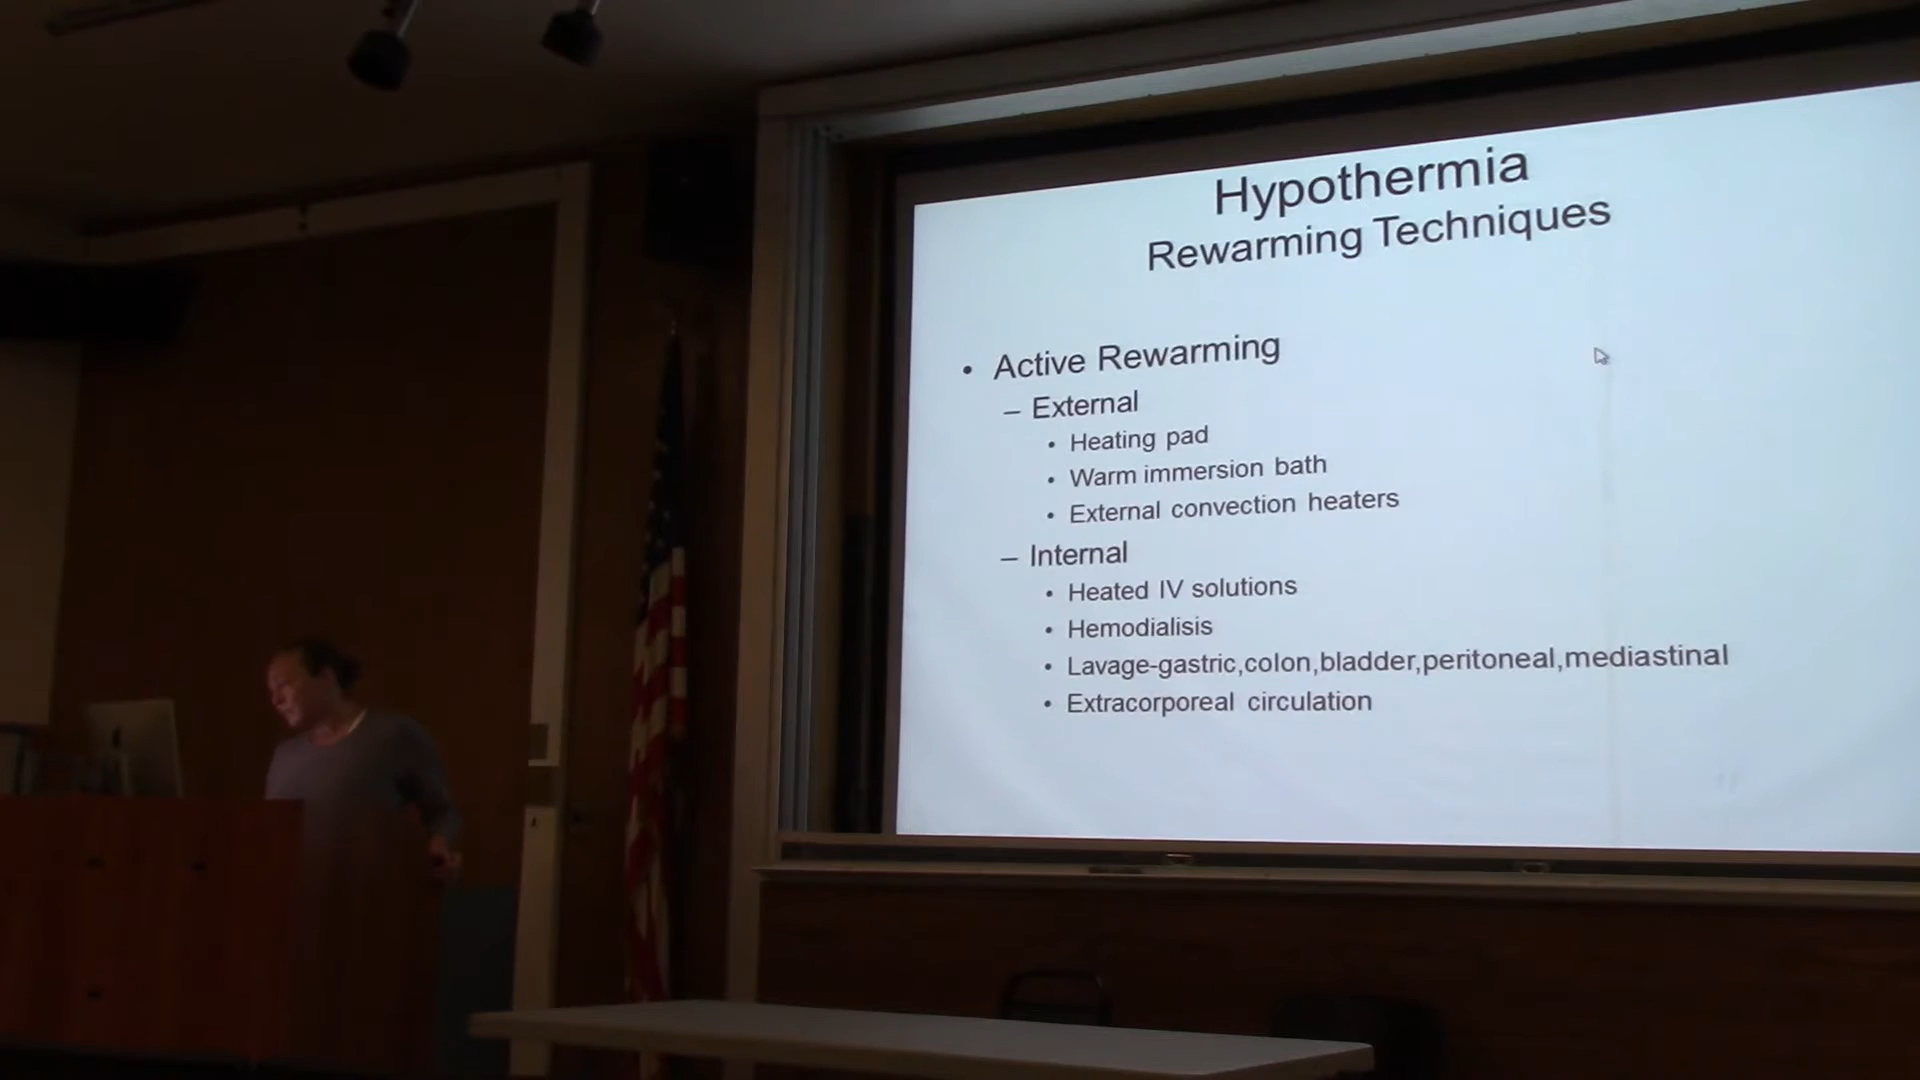 Hypothermia
Rewarming Techniques
• Active Rewarming
– External
• Heating pad
• Warm immersion bath
• External convection heaters
– Internal
• Heated IV solutions
• Hemodialisis
• Lavage-gastric,colon,bladder,peritoneal,mediastinal
• Extracorporeal circulation